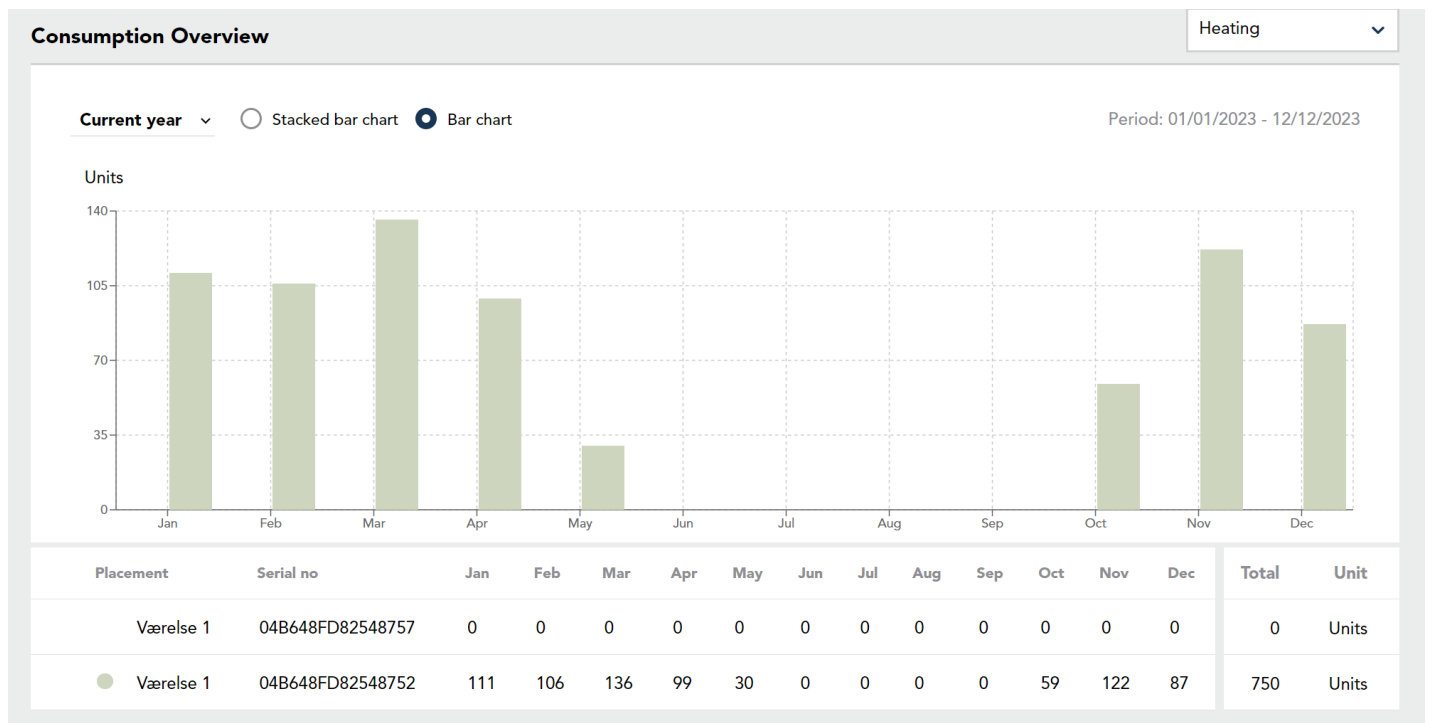 Consumption Overview
Heating
Current year
Stacked bar chart
Bar chart
Period: 01/01/2023 - 12/12/2023
Units
140
105
70
35
0
Jan Feb Mar Apr May Jun Jul Aug Sep Oct Nov Dec
Placement Serial no Jan Feb Mar Apr May Jun Jul Aug Sep Oct Nov Dec Total Unit
Værelse 1 04B648FD82548757 0 0 0 0 0 0 0 0 0 0 0 0 0 Units
Værelse 1 04B648FD82548752 111 106 136 99 30 0 0 0 0 59 122 87 750 Units